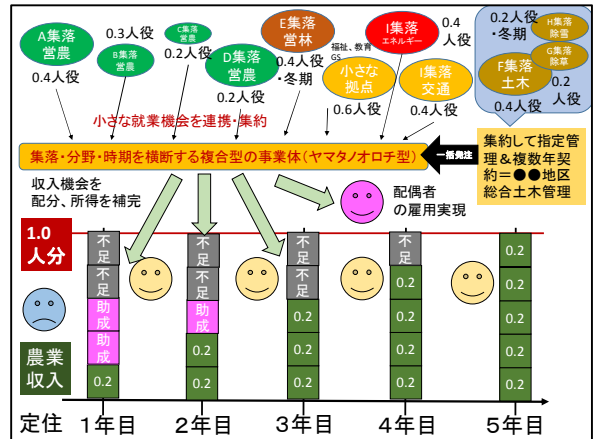 A集落
営農
0.4人役
0.3人役
B集落
営農
C集落
営農
0.2人役
D集落
営農
0.2人役
E集落
営林
0.4人役
・冬期
福祉、教育
GS
小さな
拠点
0.6人役
I集落
エネルギー
0.4
人役
I集落
交通
0.4人役
0.2人役
・冬期
H集落
除雪
G集落
除草
0.2
人役
F集落
土木
0.4人役
小さな就業機会を連携・集約
集落・分野・時期を横断する複合型の事業体(ヤマタノオロチ型)
一括発注
集約して指定管
理&複数年契
約=●●地区
総合土木管理
収入機会を
配分、所得を補完
配偶者
の雇用実現
1.0
人分
農業
収入
不足
不足
助成
助成
0.2
不足
不足
助成
0.2
0.2
不足
不足
0.2
0.2
0.2
不足
0.2
0.2
0.2
0.2
0.2
0.2
0.2
0.2
0.2
定住
1年目
2年目
3年目
4年目
5年目